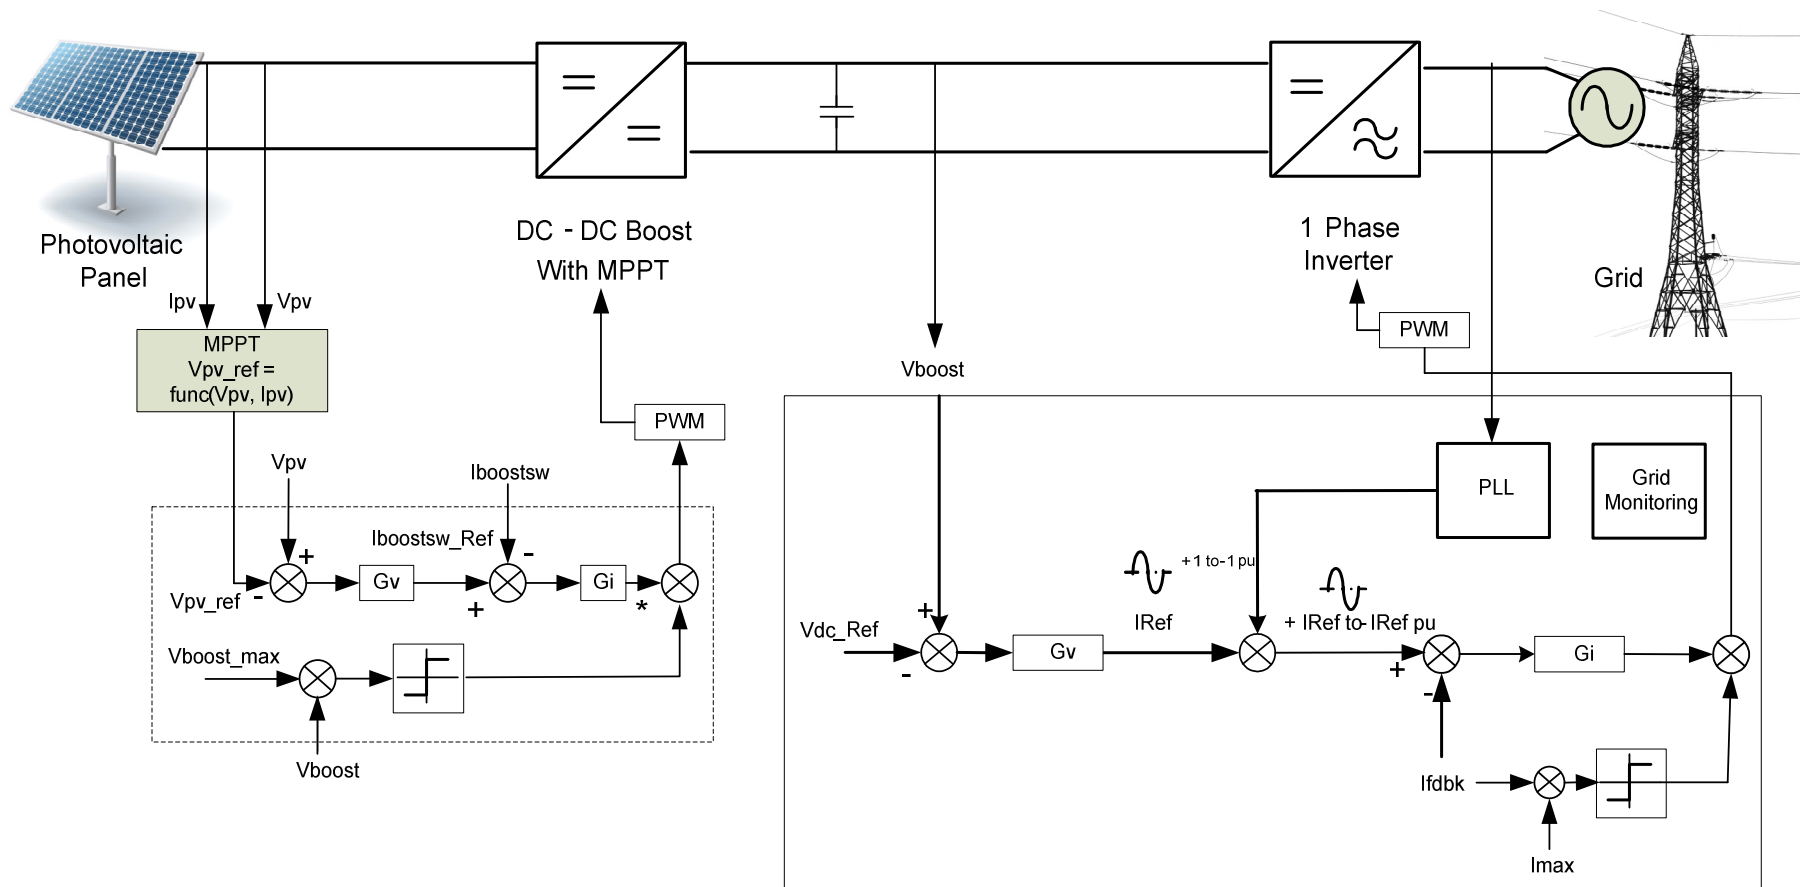 Photovoltaic
Panel
DC - DC Boost
With MPPT
1 Phase
Inverter
Grid
Ipv
Vpv
MPPT
Vpv_ref =
func(Vpv, Ipv)
PWM
Vboost
PWM
Vpv
Iboostsw
PLL
Grid
Monitoring
Iboostsw_Ref
-
+
Gv
Gi
Vpv_ref
-
+
*
+1 to-1 pu
IRef
+ IRef to- IRef pu
Vdc_Ref
+
-
Gv
+
-
Gi
Vboost_max
Vboost
Ifdbk
Imax